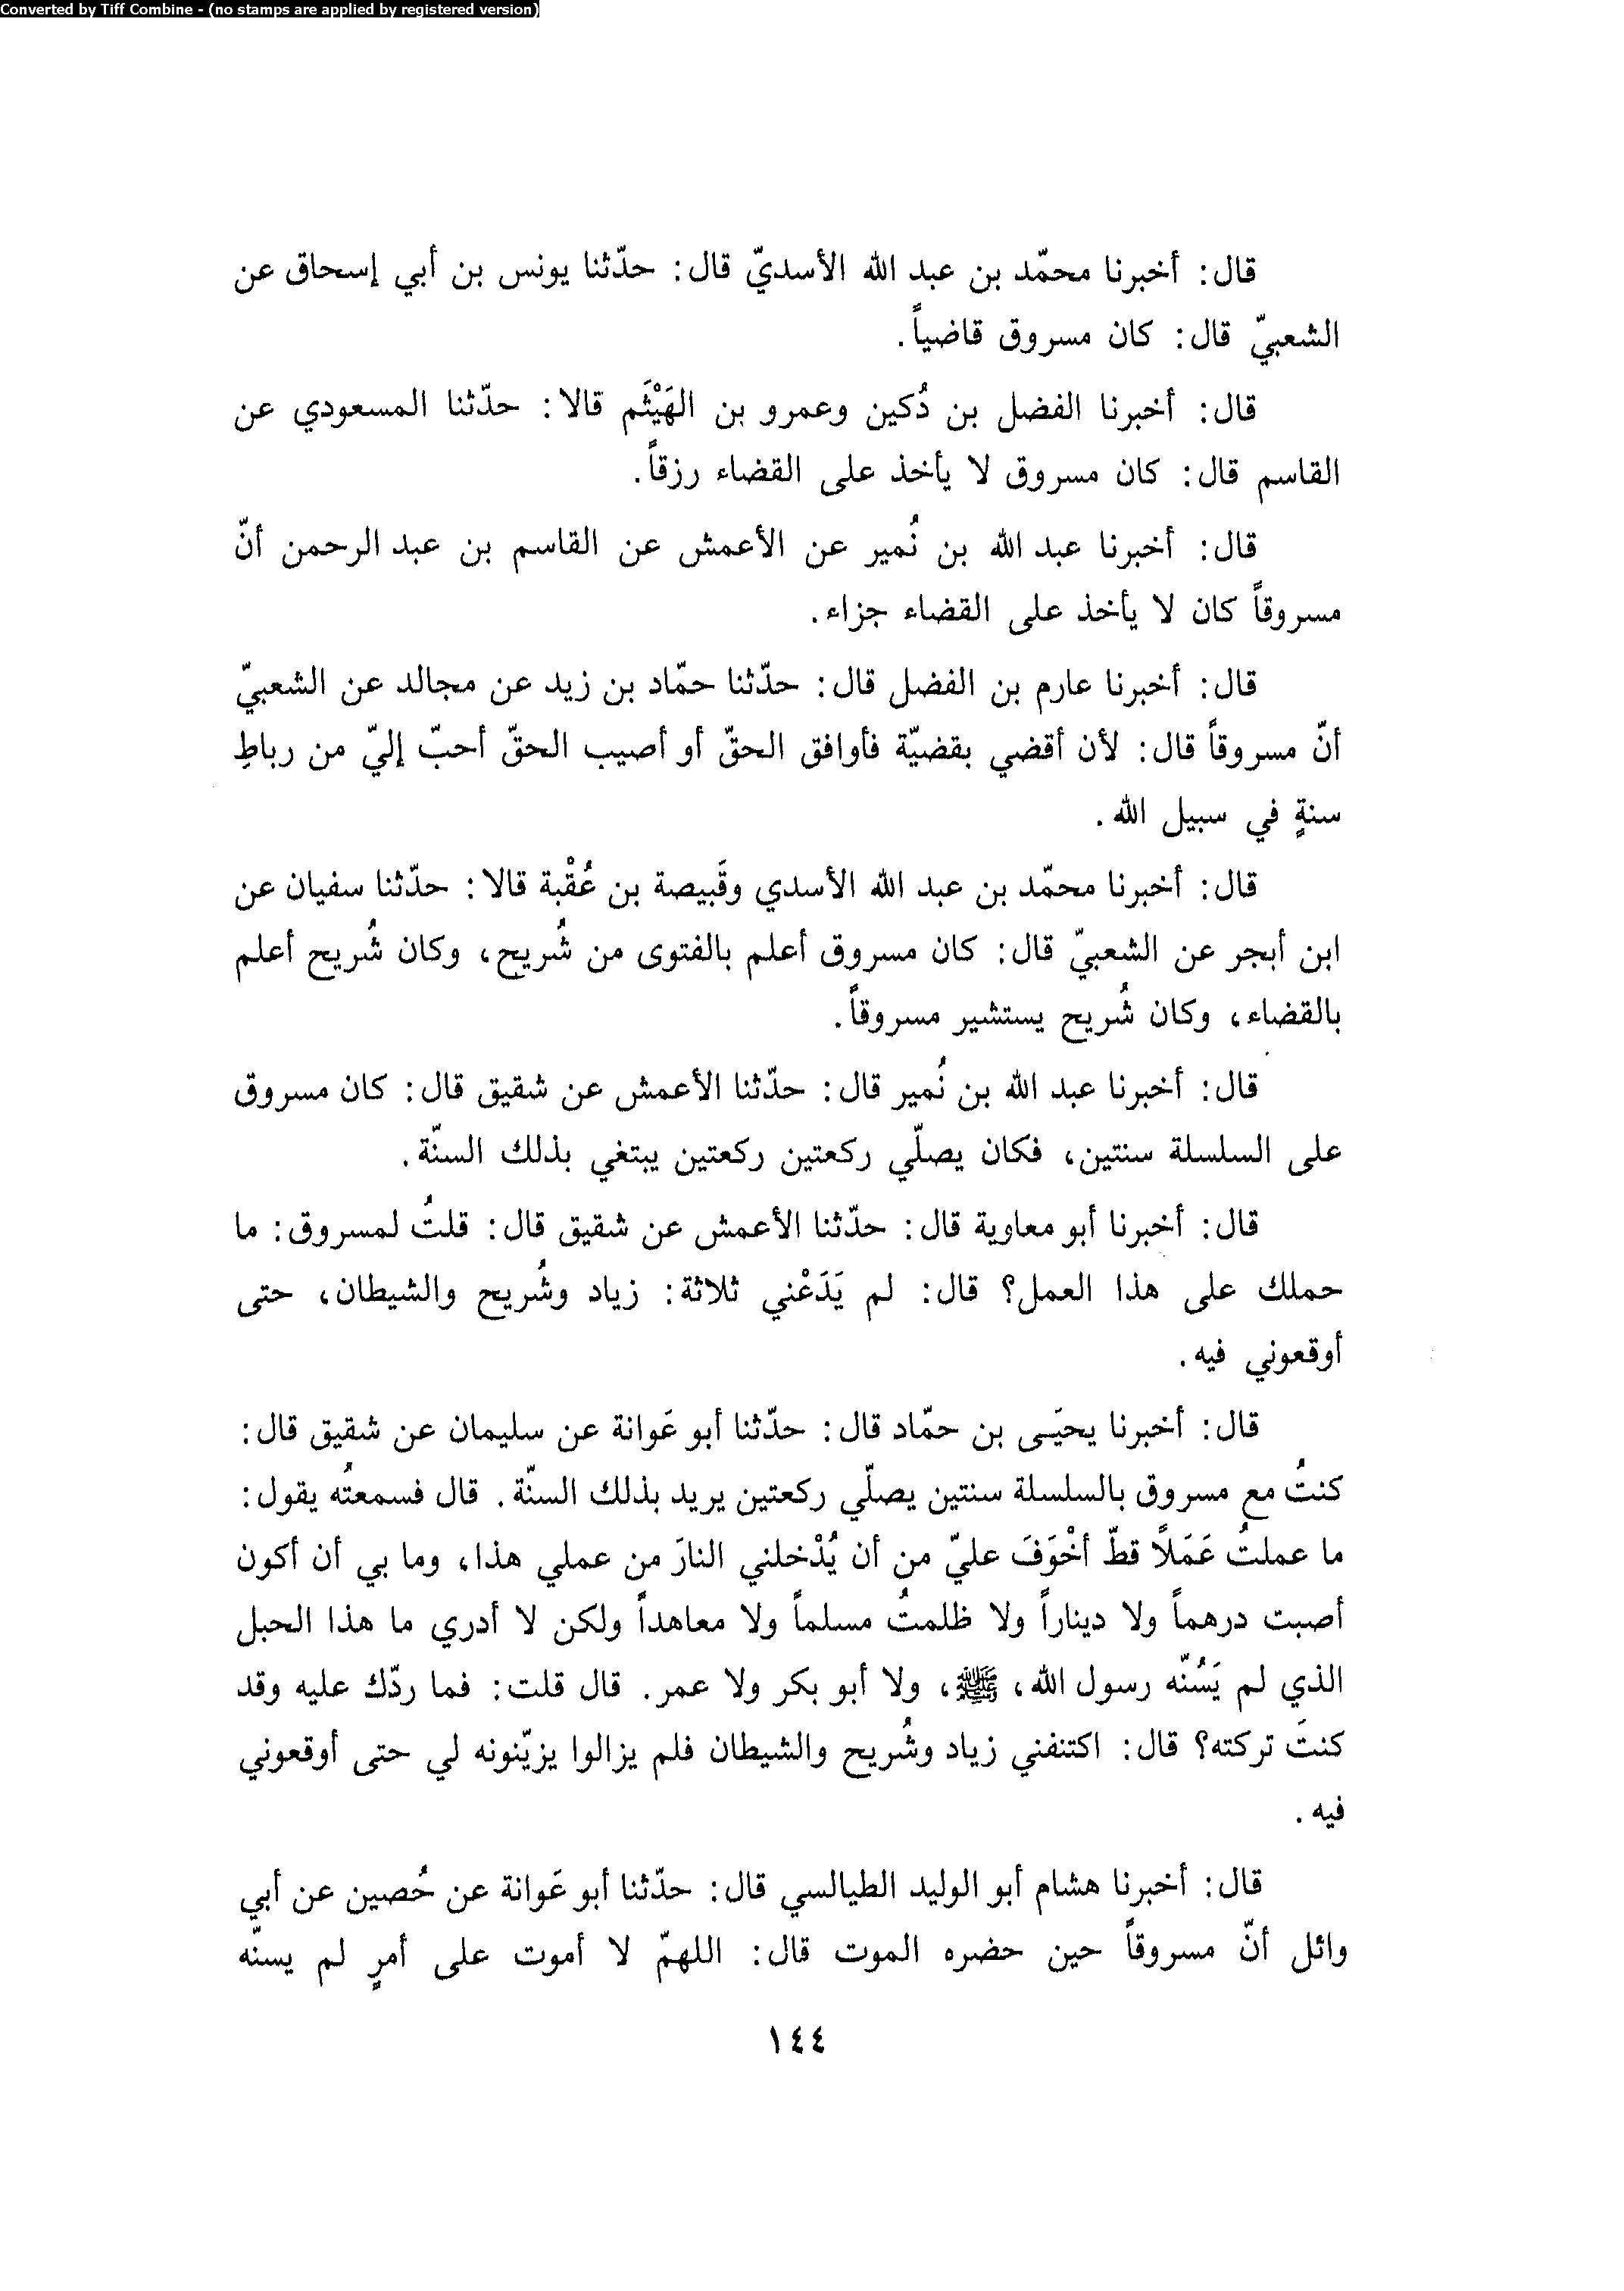 Converted by Tiff Combine - (no stamps are applied by registered version)
قال: أخبرنا محمّد بن عبد الله الأسديّ قال: حدّثنا يونس بن أبي إسحاق عن
الشعبيّ قال: كان مسروق قاضياً.
قال: أخبرنا الفضل بن دُكين وعمرو بن الهَيْثَم قالا: حدّثنا المسعودي عن
القاسم قال: كان مسروق لا يأخذ على القضاء رزقاً.
قال: أخبرنا عبد الله بن نُمير عن الأعمش عن القاسم بن عبد الرحمن أنّ
مسروقاً كان لا يأخذ على القضاء جزاء.
قال: أخبرنا عارم بن الفضل قال: حدّثنا حمّاد بن زيد عن مجالد عن الشعبيّ
أنّ مسروقاً قال: لأن أقضي بقضيّة فأوافق الحقّ أو أصيب الحقّ أحبّ إليّ من رباطِ
سنةٍ في سبيل الله.
قال: أخبرنا محمّد بن عبد الله الأسدي وقَبيصة بن عُقْبة قالا: حدّثنا سفيان عن
ابن أبجر عن الشعبيّ قال: كان مسروق أعلم بالفتوى من شُريح، وكان شُريح أعلم
بالقضاء، وكان شُريح يستشير مسروقاً.
قال: أخبرنا عبد الله بن نُمير قال: حدّثنا الأعمش عن شقيق قال: كان مسروق
على السلسلة سنتين، فكان يصلّي ركعتين ركعتين يبتغي بذلك السنّة.
قال: أخبرنا أبو معاوية قال: حدّثنا الأعمش عن شقيق قال: قلتُ لمسروق: ما
حملك على هذا العمل؟ قال: لم يَدَعْني ثلاثة: زياد وشُريح والشيطان، حتى
أوقعوني فيه.
قال: أخبرنا يحيَى بن حمّاد قال: حدّثنا أبو عَوانة عن سليمان عن شقيق قال:
كنتُ مع مسروق بالسلسلة سنتين يصلّي ركعتين يريد بذلك السنّة. قال فسمعتُه يقول:
ما عملتُ عَمَلاً قطّ أخْوَفَ عليّ من أن يُدْخلني النارَ من عملي هذا، وما بي أن أكون
أصبت درهماً ولا ديناراً ولا ظلمتُ مسلماً ولا معاهداً ولكن لا أدري ما هذا الحبل
الذي لم يَسُنّه رسول الله، ﷺ، ولا أبو بكر ولا عمر. قال قلت: فما ردّك عليه وقد
كنتَ تركته؟ قال: اكتنفني زياد وشُريح والشيطان فلم يزالوا يزيّنونه لي حتى أوقعوني
فيه.
قال: أخبرنا هشام أبو الوليد الطيالسي قال: حدّثنا أبو عَوانة عن حُصين عن أبي
وائل أنّ مسروقاً حين حضره الموت قال: اللهمّ لا أموت على أمرٍ لم يسنّه
١٤٤